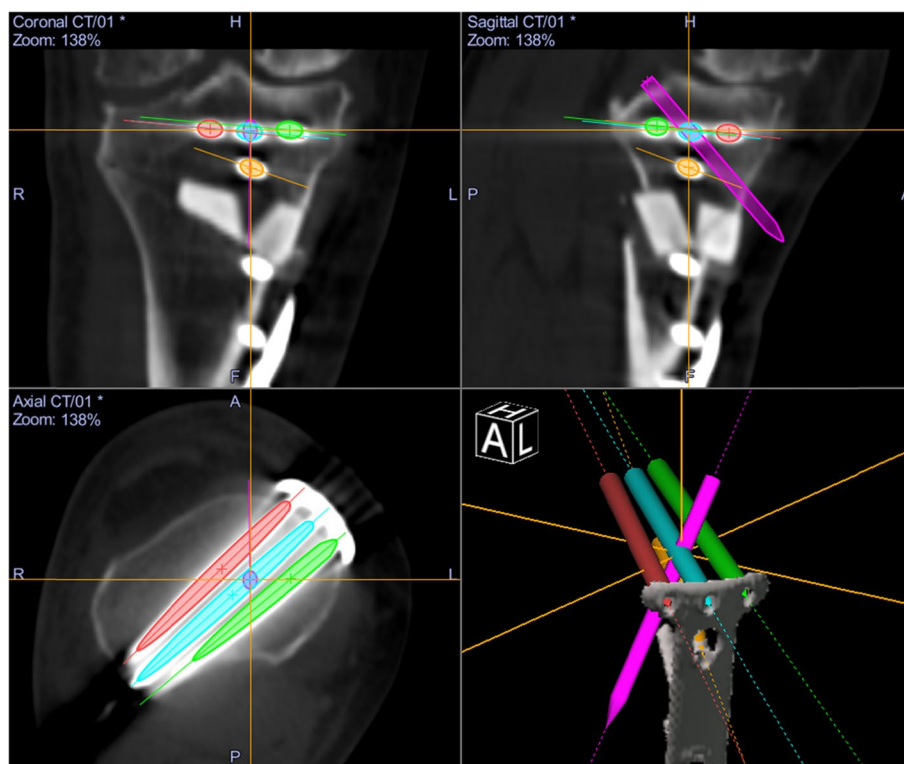 Coronal CT/01 *
Zoom: 138%
H
R
L
F
Sagittal CT/01 *
Zoom: 138%
H
P
F
Axial CT/01 *
Zoom: 138%
A
R
L
P
H
A
L